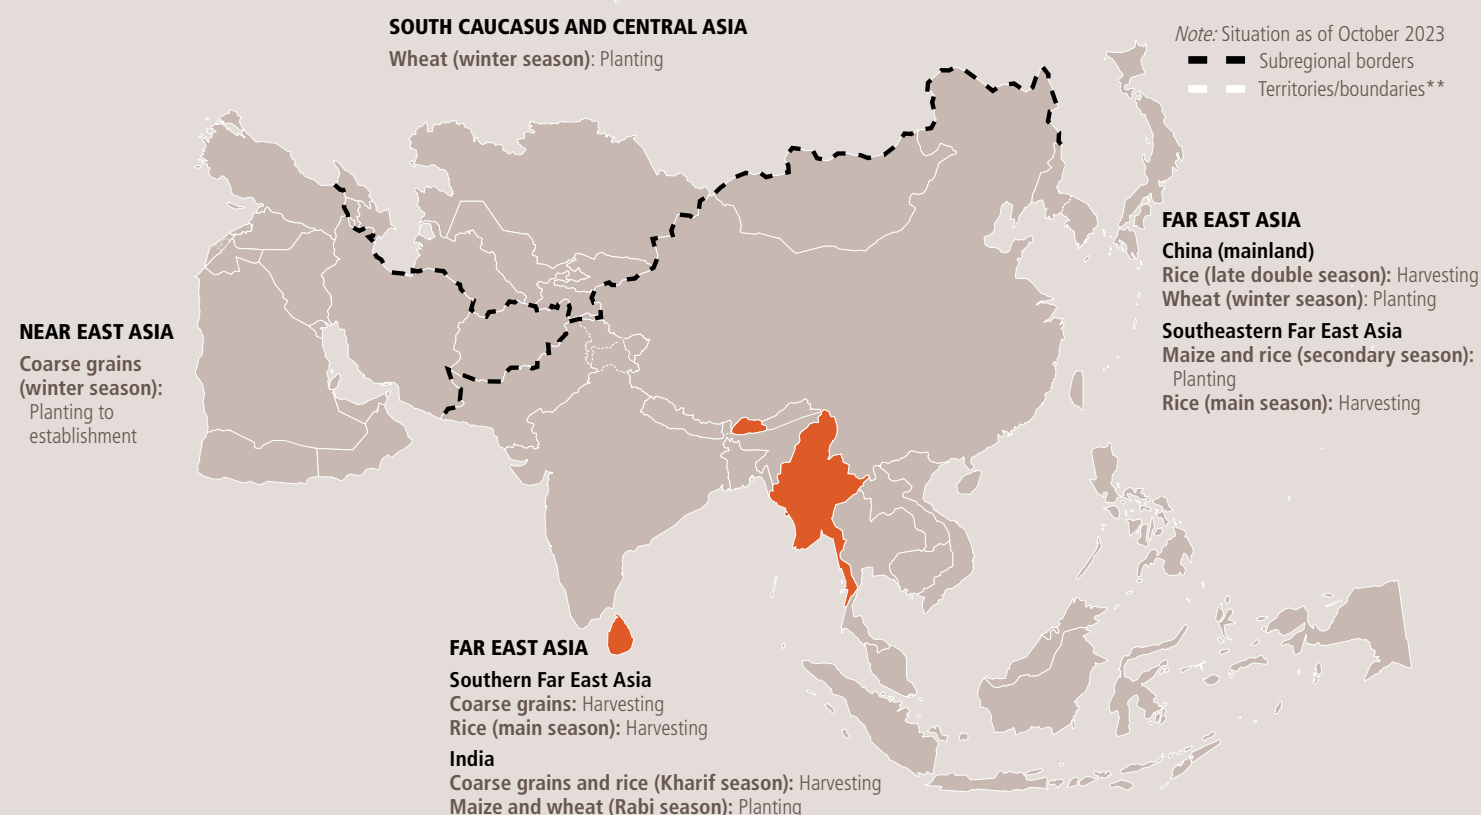 SOUTH CAUCASUS AND CENTRAL ASIA
Wheat (winter season): Planting
Note: Situation as of October 2023
Subregional borders
Territories/boundaries**
FAR EAST ASIA
China (mainland)
Rice (late double season): Harvesting
Wheat (winter season): Planting
Southeastern Far East Asia
Maize and rice (secondary season):
Planting
Rice (main season): Harvesting
NEAR EAST ASIA
Coarse grains
(winter season):
Planting to
establishment
FAR EAST ASIA
Southern Far East Asia
Coarse grains: Harvesting
Rice (main season): Harvesting
India
Coarse grains and rice (Kharif season): Harvesting
Maize and wheat (Rabi season): Planting